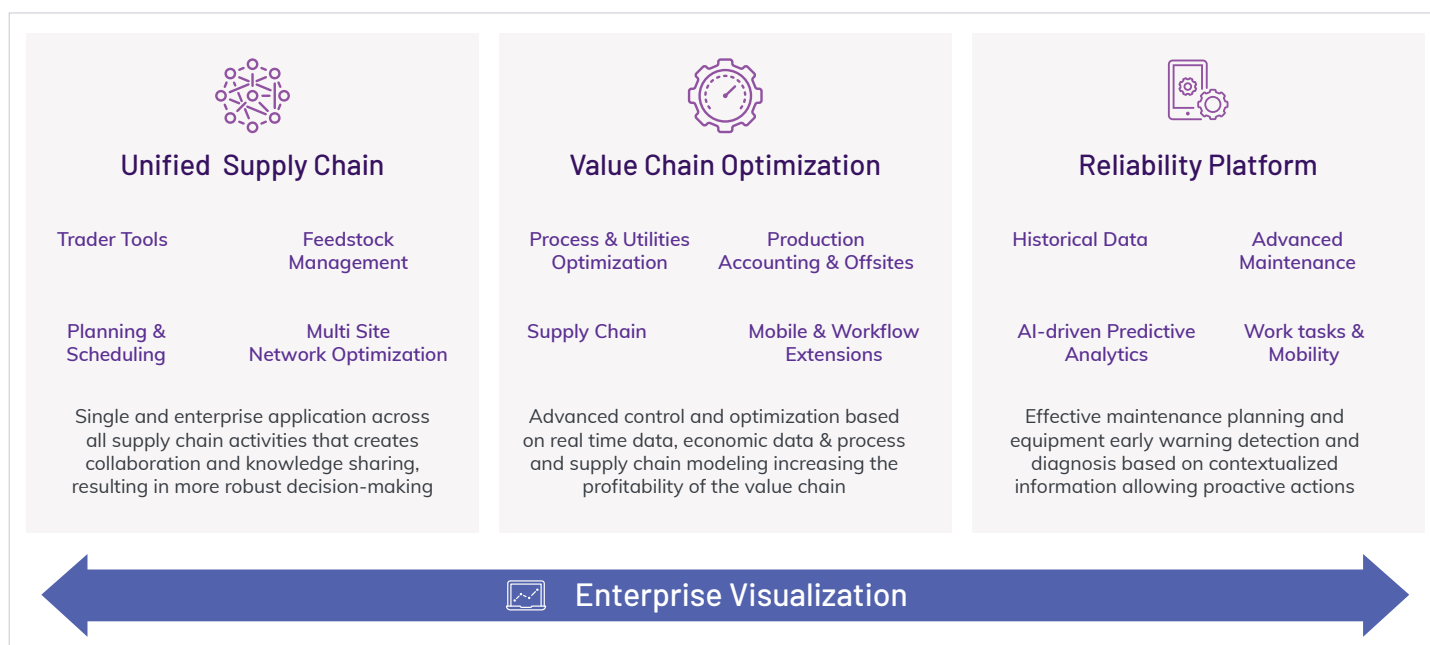 Unified Supply Chain
Trader Tools
Feedstock
Management
Planning &
Scheduling
Multi Site
Network Optimization
Single and enterprise application across
all supply chain activities that creates
collaboration and knowledge sharing,
resulting in more robust decision-making
Value Chain Optimization
Process & Utilities
Optimization
Production
Accounting & Offsites
Supply Chain
Mobile & Workflow
Extensions
Advanced control and optimization based
on real time data, economic data & process
and supply chain modeling increasing the
profitability of the value chain
Reliability Platform
Historical Data
Advanced
Maintenance
AI-driven Predictive
Analytics
Work tasks &
Mobility
Effective maintenance planning and
equipment early warning detection and
diagnosis based on contextualized
information allowing proactive actions
Enterprise Visualization